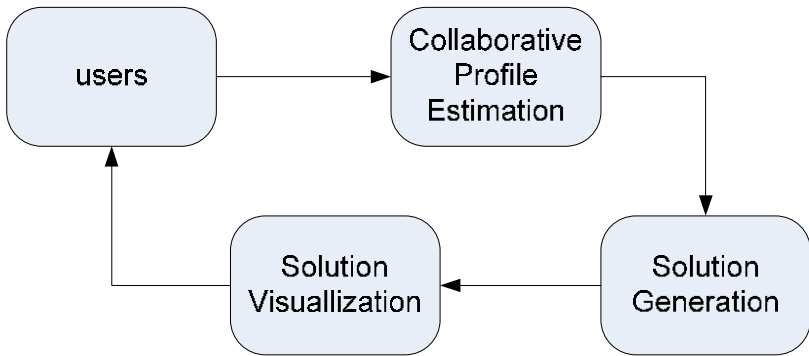 users
Collaborative
Profile
Estimation
Solution
Visuallization
Solution
Generation